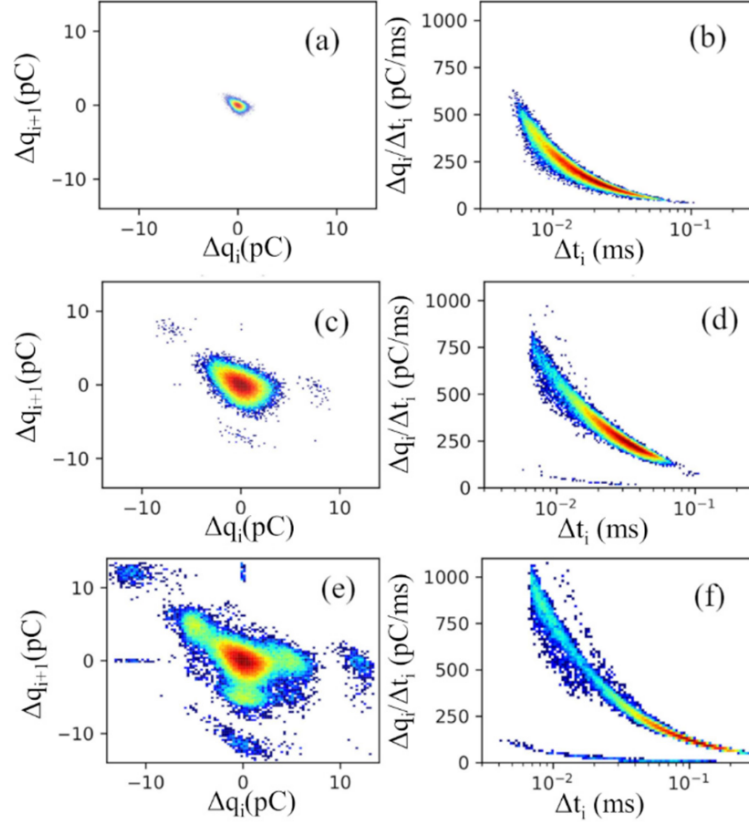 10
0
−10
Δq_{i+1}(pC)
(a)
−10 0 10
Δq_i(pC)
1000
750
500
250
0
Δq_i/Δt_i (pC/ms)
(b)
10^{−2} 10^{−1}
Δt_i (ms)
10
0
−10
Δq_{i+1}(pC)
(c)
−10 0 10
Δq_i(pC)
1000
750
500
250
0
Δq_i/Δt_i (pC/ms)
(d)
10^{−2} 10^{−1}
Δt_i (ms)
10
0
−10
Δq_{i+1}(pC)
(e)
−10 0 10
Δq_i(pC)
1000
750
500
250
0
Δq_i/Δt_i (pC/ms)
(f)
10^{−2} 10^{−1}
Δt_i (ms)